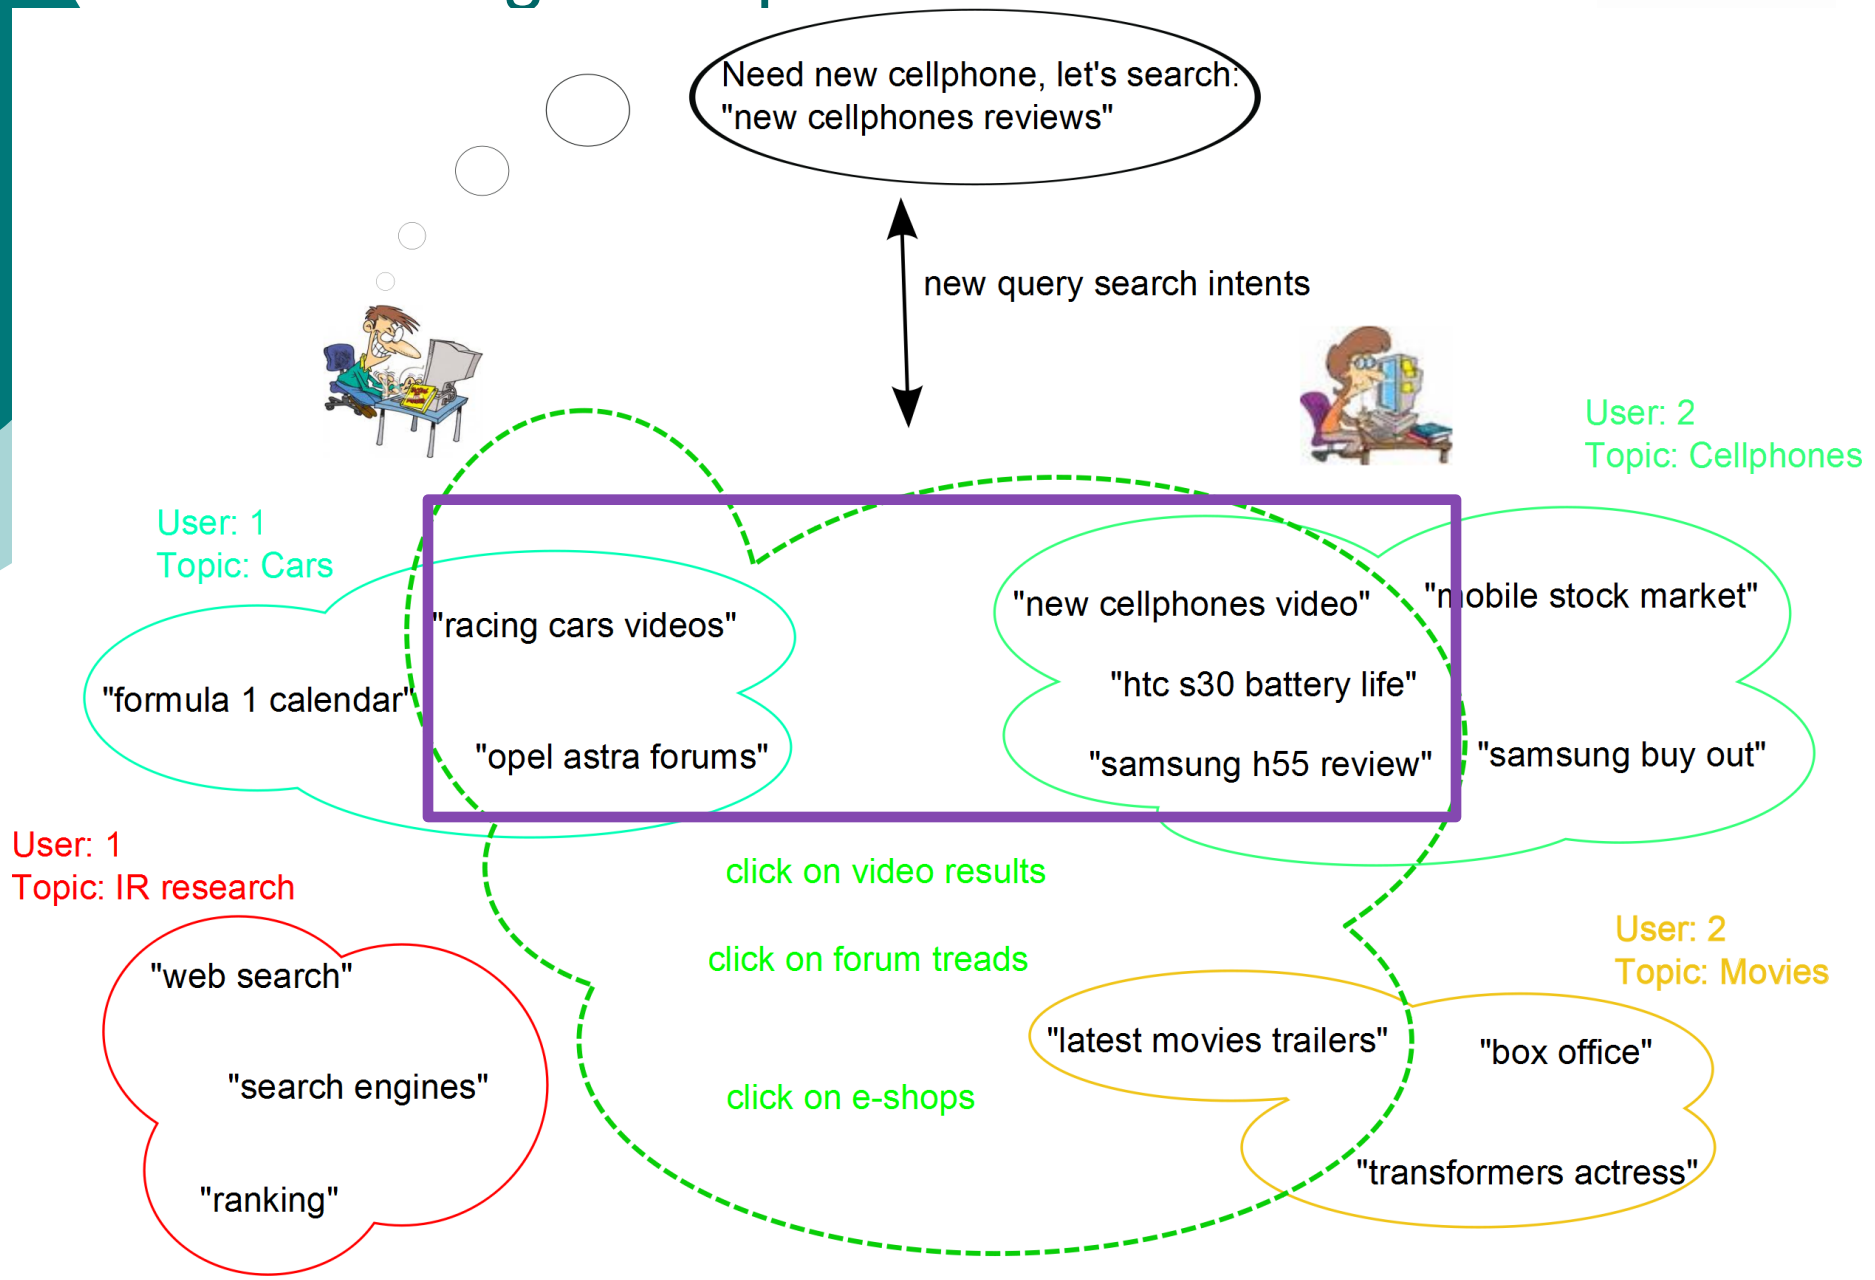 Need new cellphone, let's search:
"new cellphones reviews"
new query search intents
User: 2
Topic: Cellphones
User: 1
Topic: Cars
"racing cars videos"
"formula 1 calendar"
"opel astra forums"
"new cellphones video"
"mobile stock market"
"htc s30 battery life"
"samsung h55 review"
"samsung buy out"
User: 1
Topic: IR research
"web search"
"search engines"
"ranking"
click on video results
click on forum treads
click on e-shops
User: 2
Topic: Movies
"latest movies trailers"
"box office"
"transformers actress"